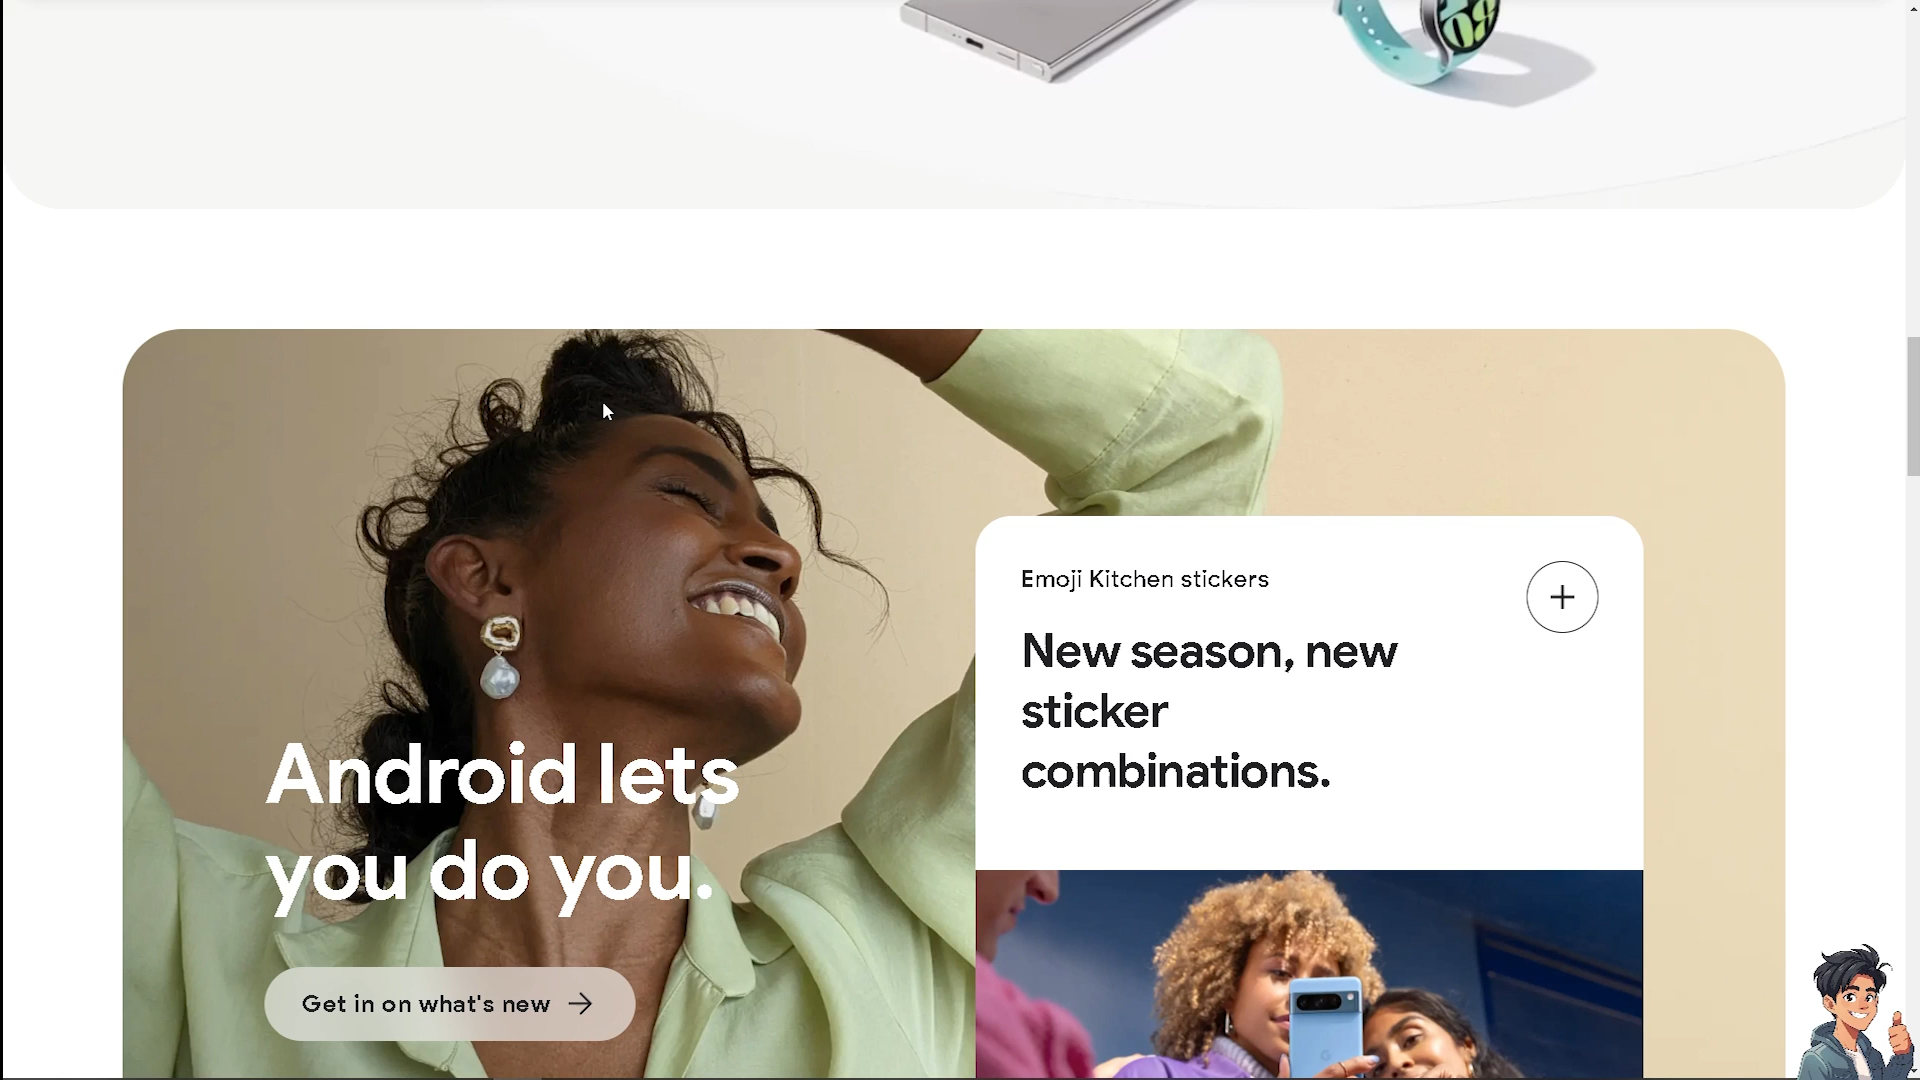 Emoji Kitchen stickers
New season, new
sticker
combinations.
Android lets
you do you.
Get in on what's new